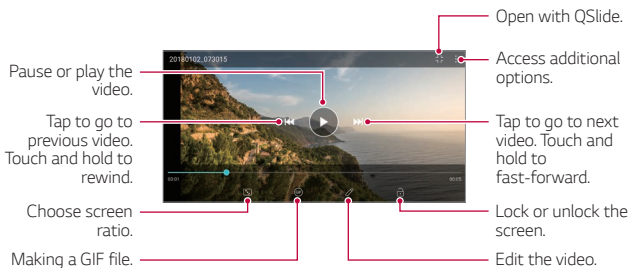 Open with QSlide.
20180102_073015
Access additional
options.
Pause or play the
video.
Tap to go to
previous video.
Touch and hold to
rewind.
Tap to go to next
video. Touch and
hold to
fast-forward.
00:01
00:05
GIF
Choose screen
ratio.
Lock or unlock the
screen.
Making a GIF file.
Edit the video.